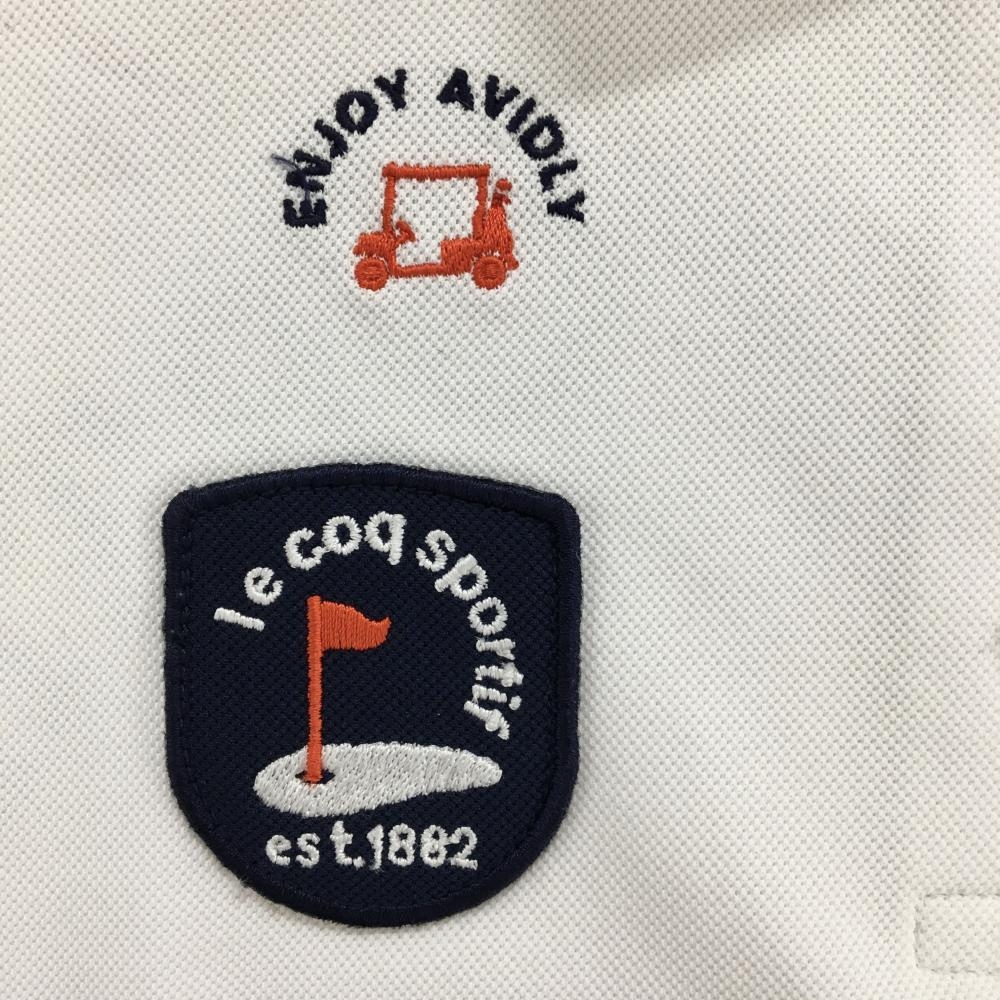 ENJOY AVIDLY
le coq sportif
est.1882